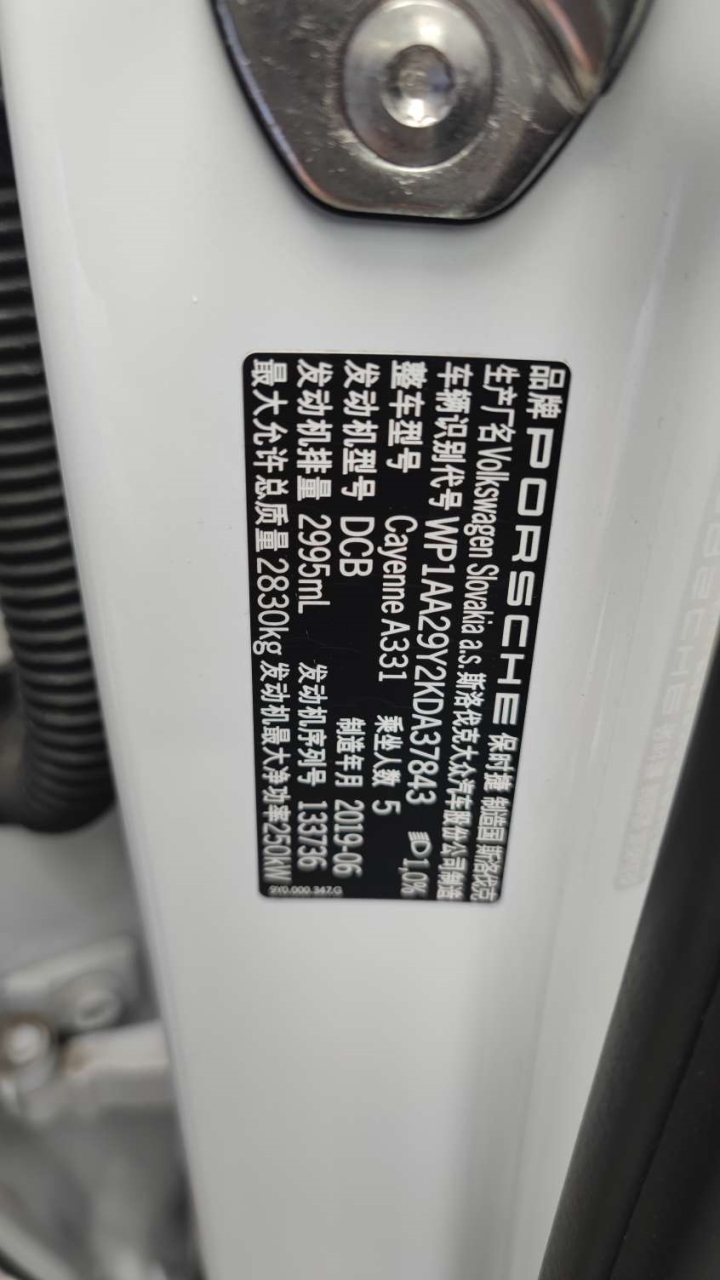 品牌 PORSCHE 保时捷 制造国 斯洛伐克
生产厂名 Volkswagen Slovakia a.s. 斯洛伐克大众汽车股份公司制造
车辆识别代号 WP1AA29Y2KDA37843 1,0%
整车型号 Cayenne A331 乘坐人数 5
发动机型号 DCB 制造年月 2019-06
发动机排量 2995mL 发动机序列号 133736
最大允许总质量 2830kg 发动机最大净功率250kW
9Y0.000.347.G